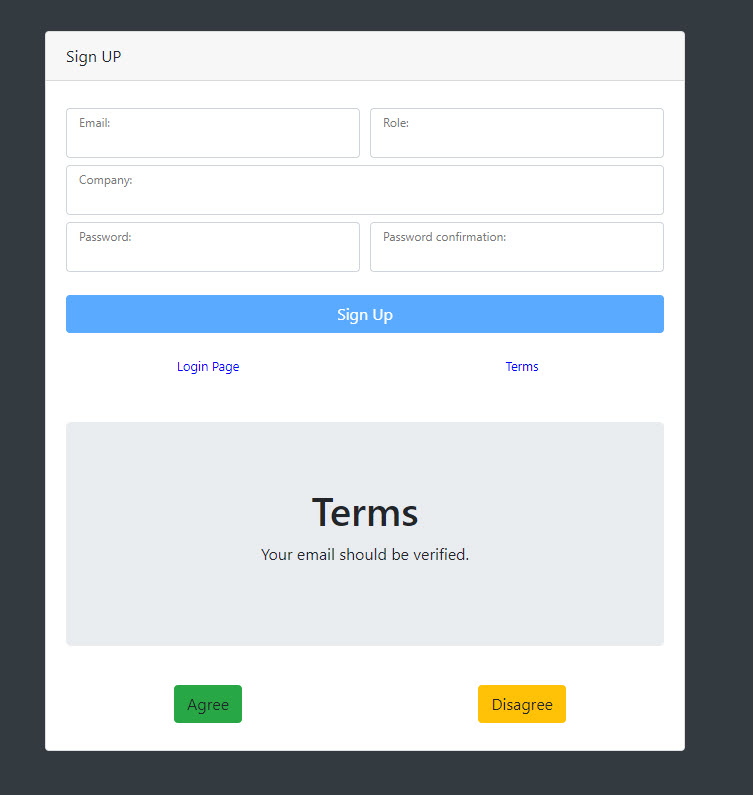 Sign UP
Email:
Role:
Company:
Password:
Password confirmation:
Sign Up
Login Page
Terms
Terms
Your email should be verified.
Agree
Disagree